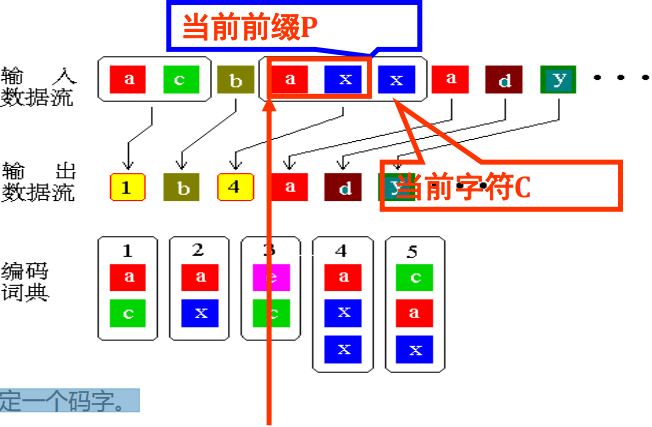 当前前缀P
输 入
数据流
a c b a x x a d y ···
输 出
数据流
1 b 4 a d y ···
当前字符C
编码
词典
1 2 3 4 5
a a e a c
c x c x a
x x
定一个码字。